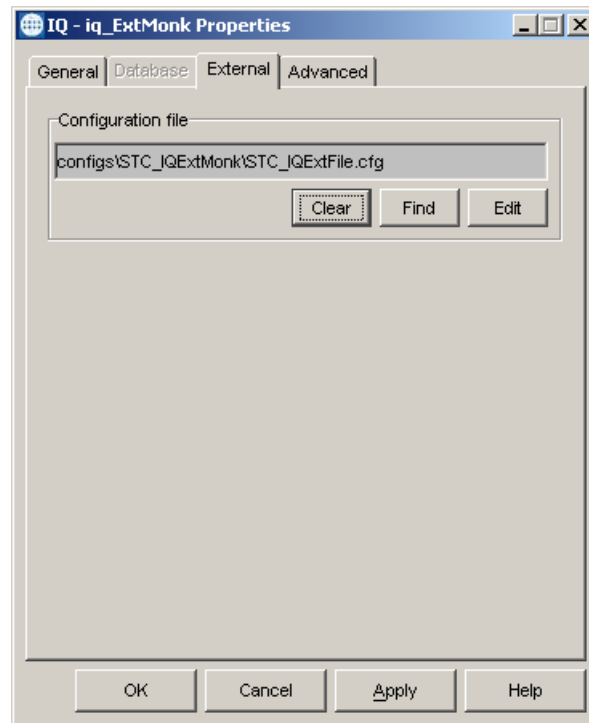 IQ - iq_ExtMonk Properties
General Database External Advanced
Configuration file
configs\STC_IQExtMonk\STC_IQExtFile.cfg
Clear Find Edit
OK Cancel Apply Help